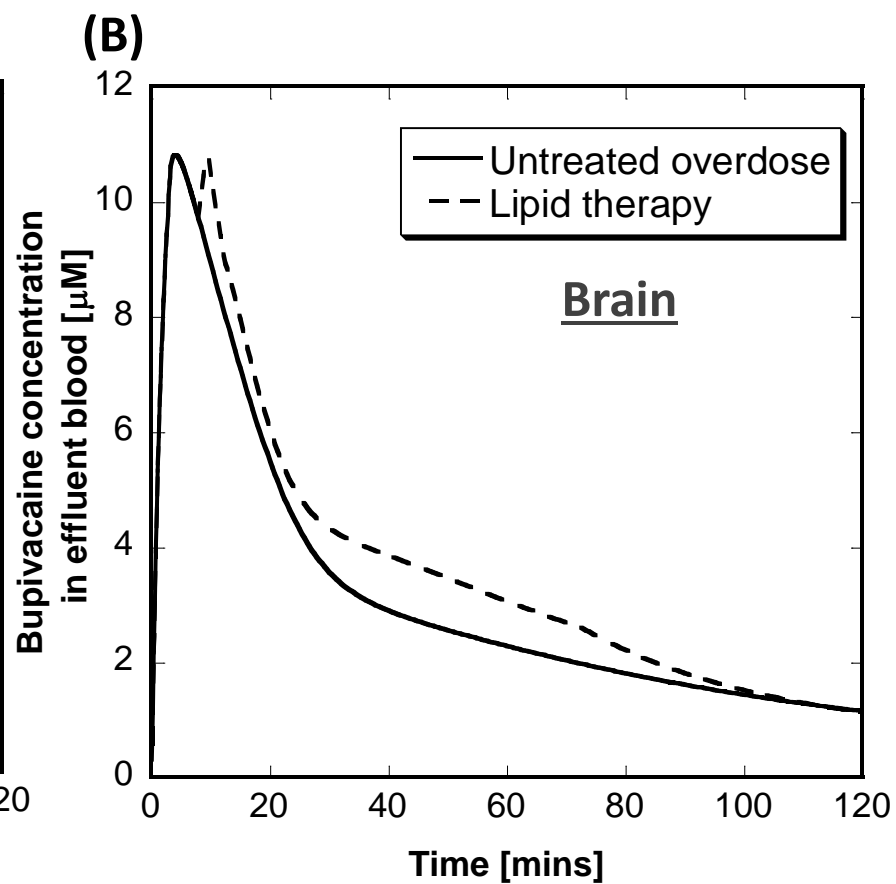 (B)
12
10
8
6
4
2
0
Bupivacaine concentration
in effluent blood [μM]
Untreated overdose
Lipid therapy
Brain
20
0 20 40 60 80 100 120
Time [mins]